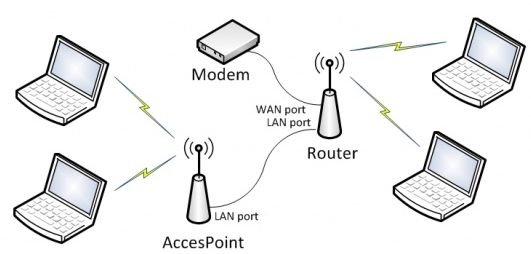 Modem
WAN port
LAN port
Router
LAN port
AccesPoint